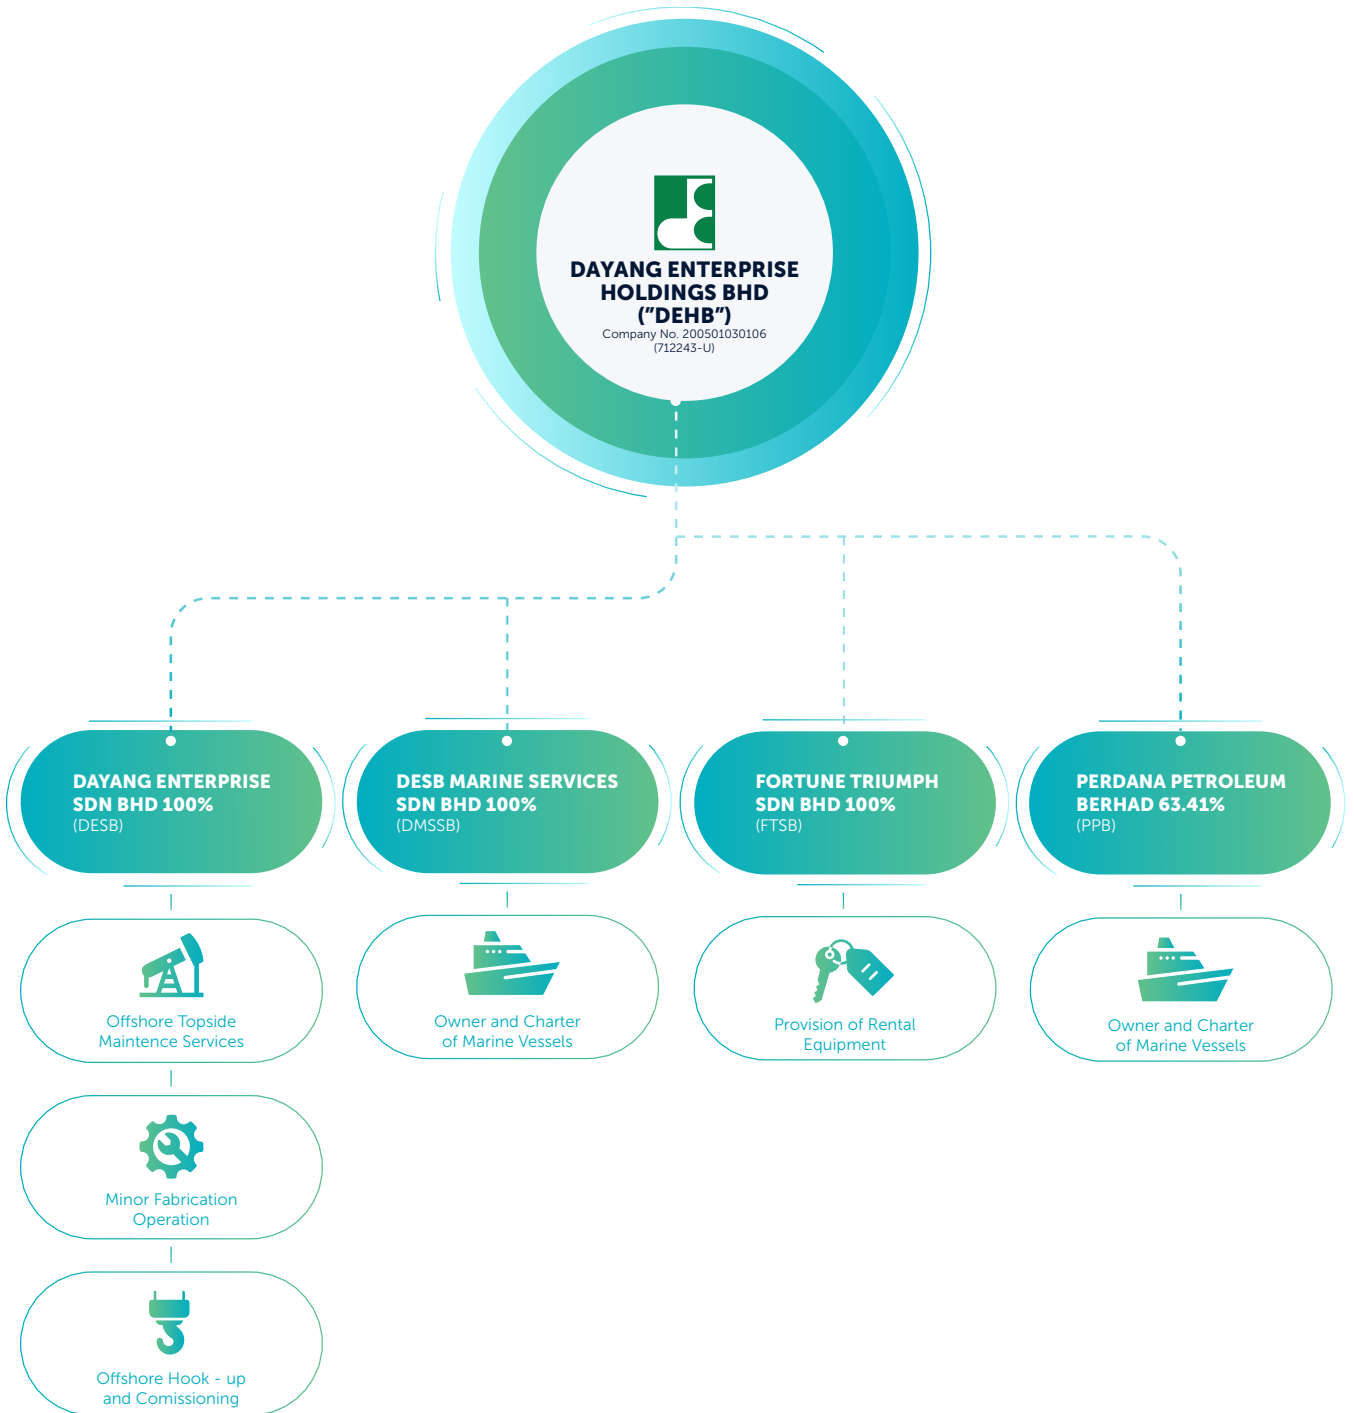 DAYANG ENTERPRISE
HOLDINGS BHD
("DEHB")
Company No. 200501030106
(712243-U)
DAYANG ENTERPRISE
SDN BHD 100%
(DESB)
DESB MARINE SERVICES
SDN BHD 100%
(DMSSB)
FORTUNE TRIUMPH
SDN BHD 100%
(FTSB)
PERDANA PETROLEUM
BERHAD 63.41%
(PPB)
Offshore Topside
Maintence Services
Owner and Charter
of Marine Vessels
Provision of Rental
Equipment
Owner and Charter
of Marine Vessels
Minor Fabrication
Operation
Offshore Hook - up
and Comissioning